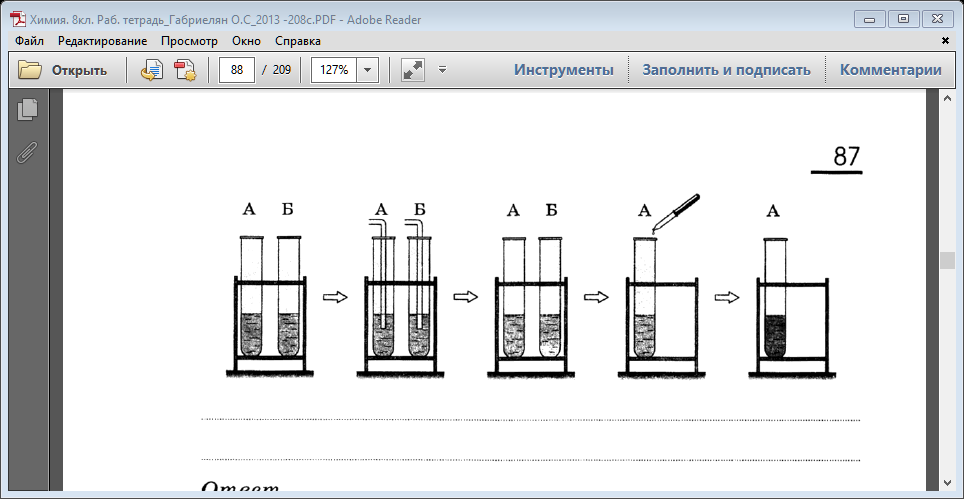 Химия. 8кл. Раб. тетрадь_Габриелян О.С_2013 -208с.PDF - Adobe Reader
Файл Редактирование Просмотр Окно Справка
Открыть 88 / 209 127% Инструменты Заполнить и подписать Комментарии
87
А Б А Б А Б А А
Ответ